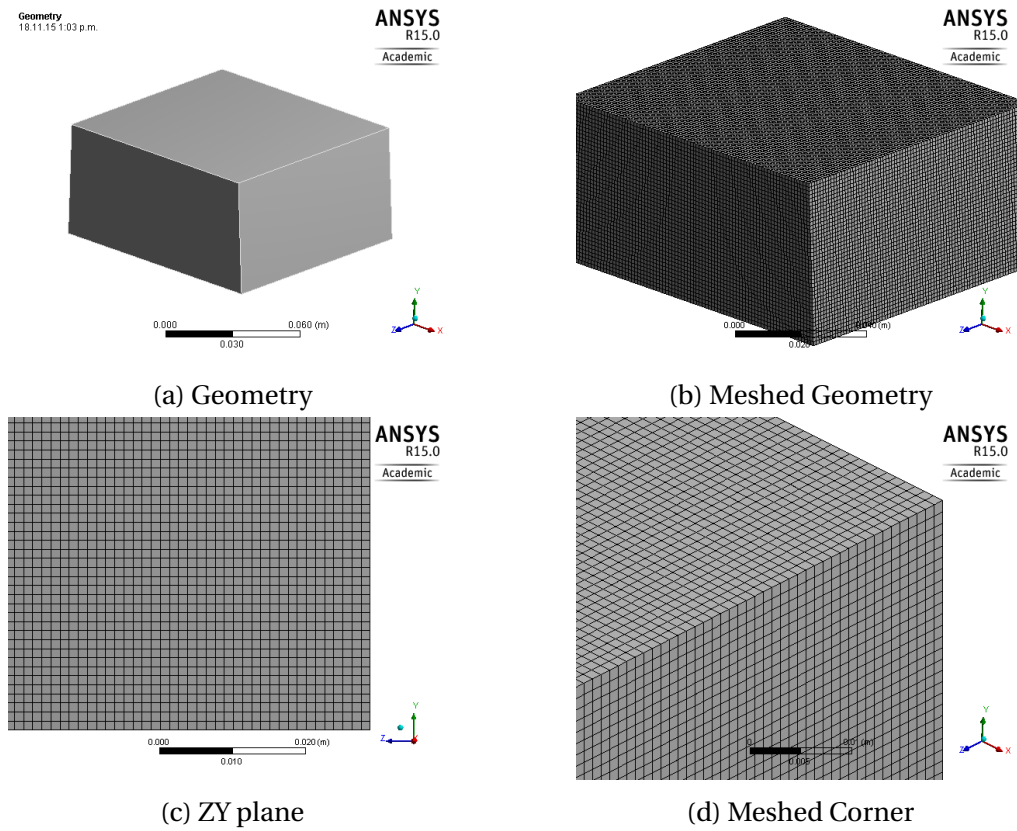 Geometry
18.11.15 1:03 p.m.
ANSYS
R15.0
Academic
Y
Z
X
0.000
0.060 (m)
0.030
(a) Geometry
ANSYS
R15.0
Academic
Y
Z
X
0.000
0.020
(b) Meshed Geometry
ANSYS
R15.0
Academic
Y
Z
0.000
0.020 (m)
0.010
(c) ZY plane
ANSYS
R15.0
Academic
Y
Z
X
0.005
(d) Meshed Corner